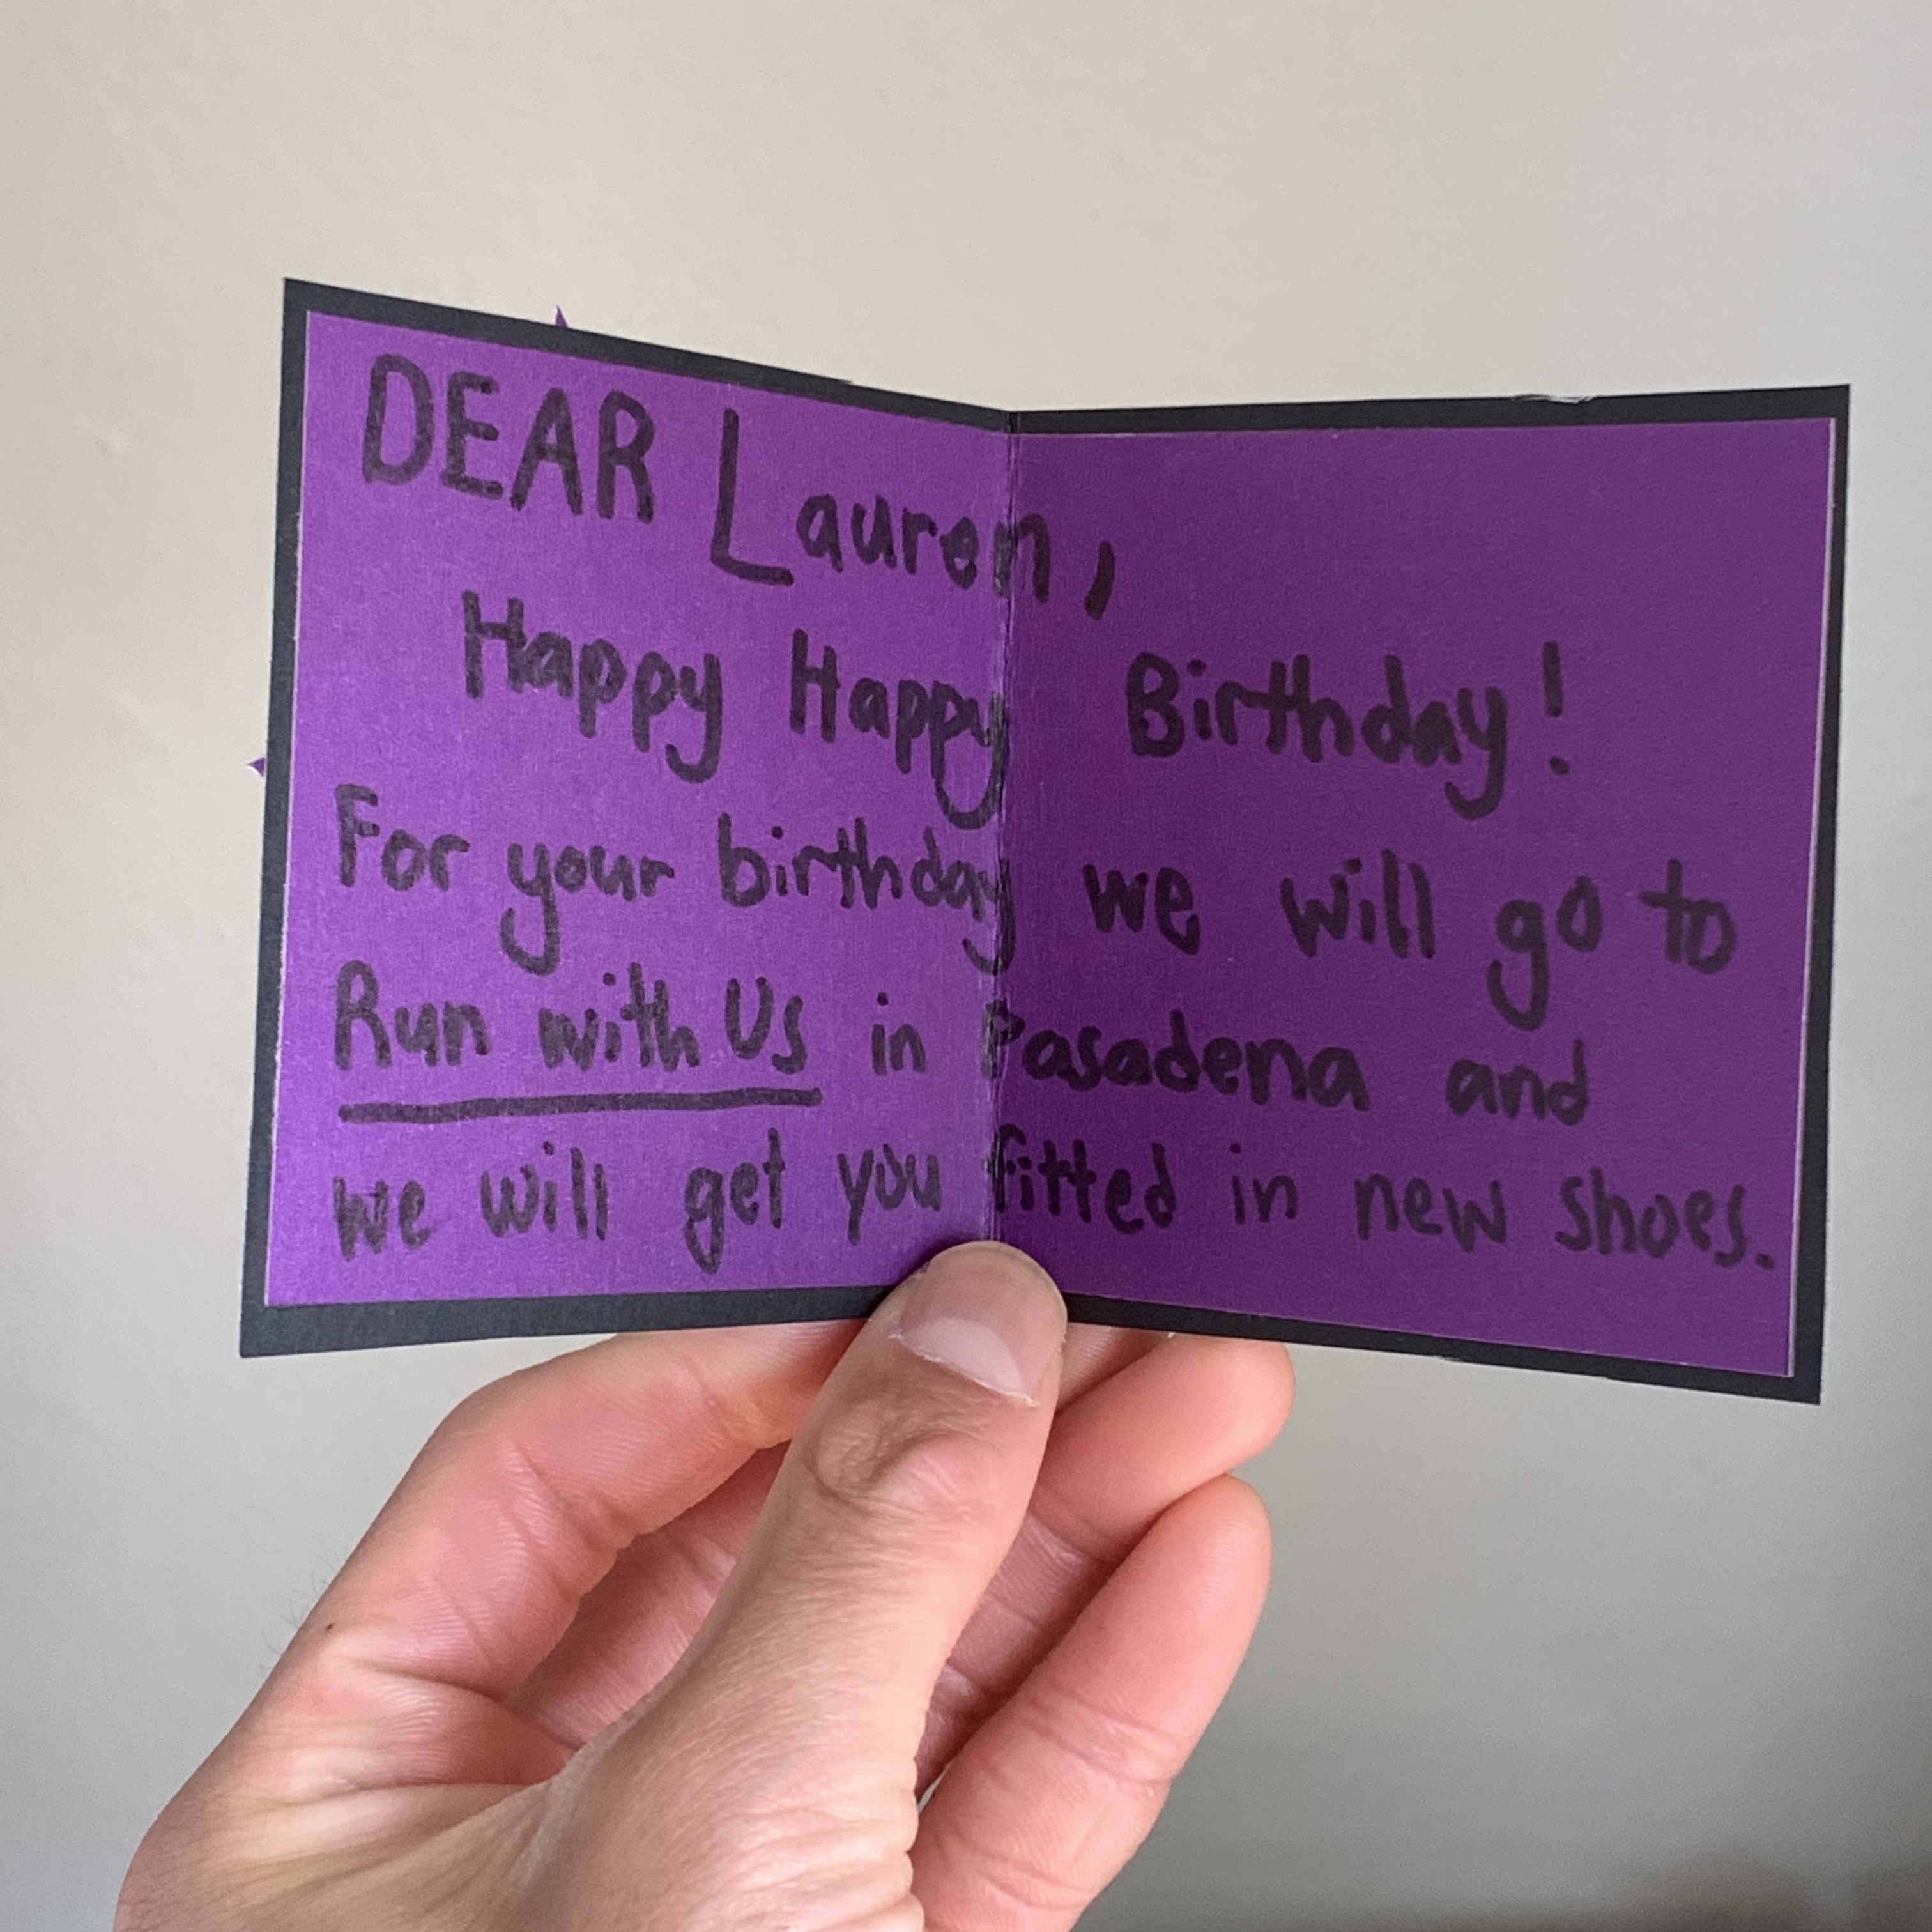 DEAR Lauren,
Happy Happy Birthday!
For your birthday we will go to
Run with Us in Pasadena and
we will get you fitted in new shoes.